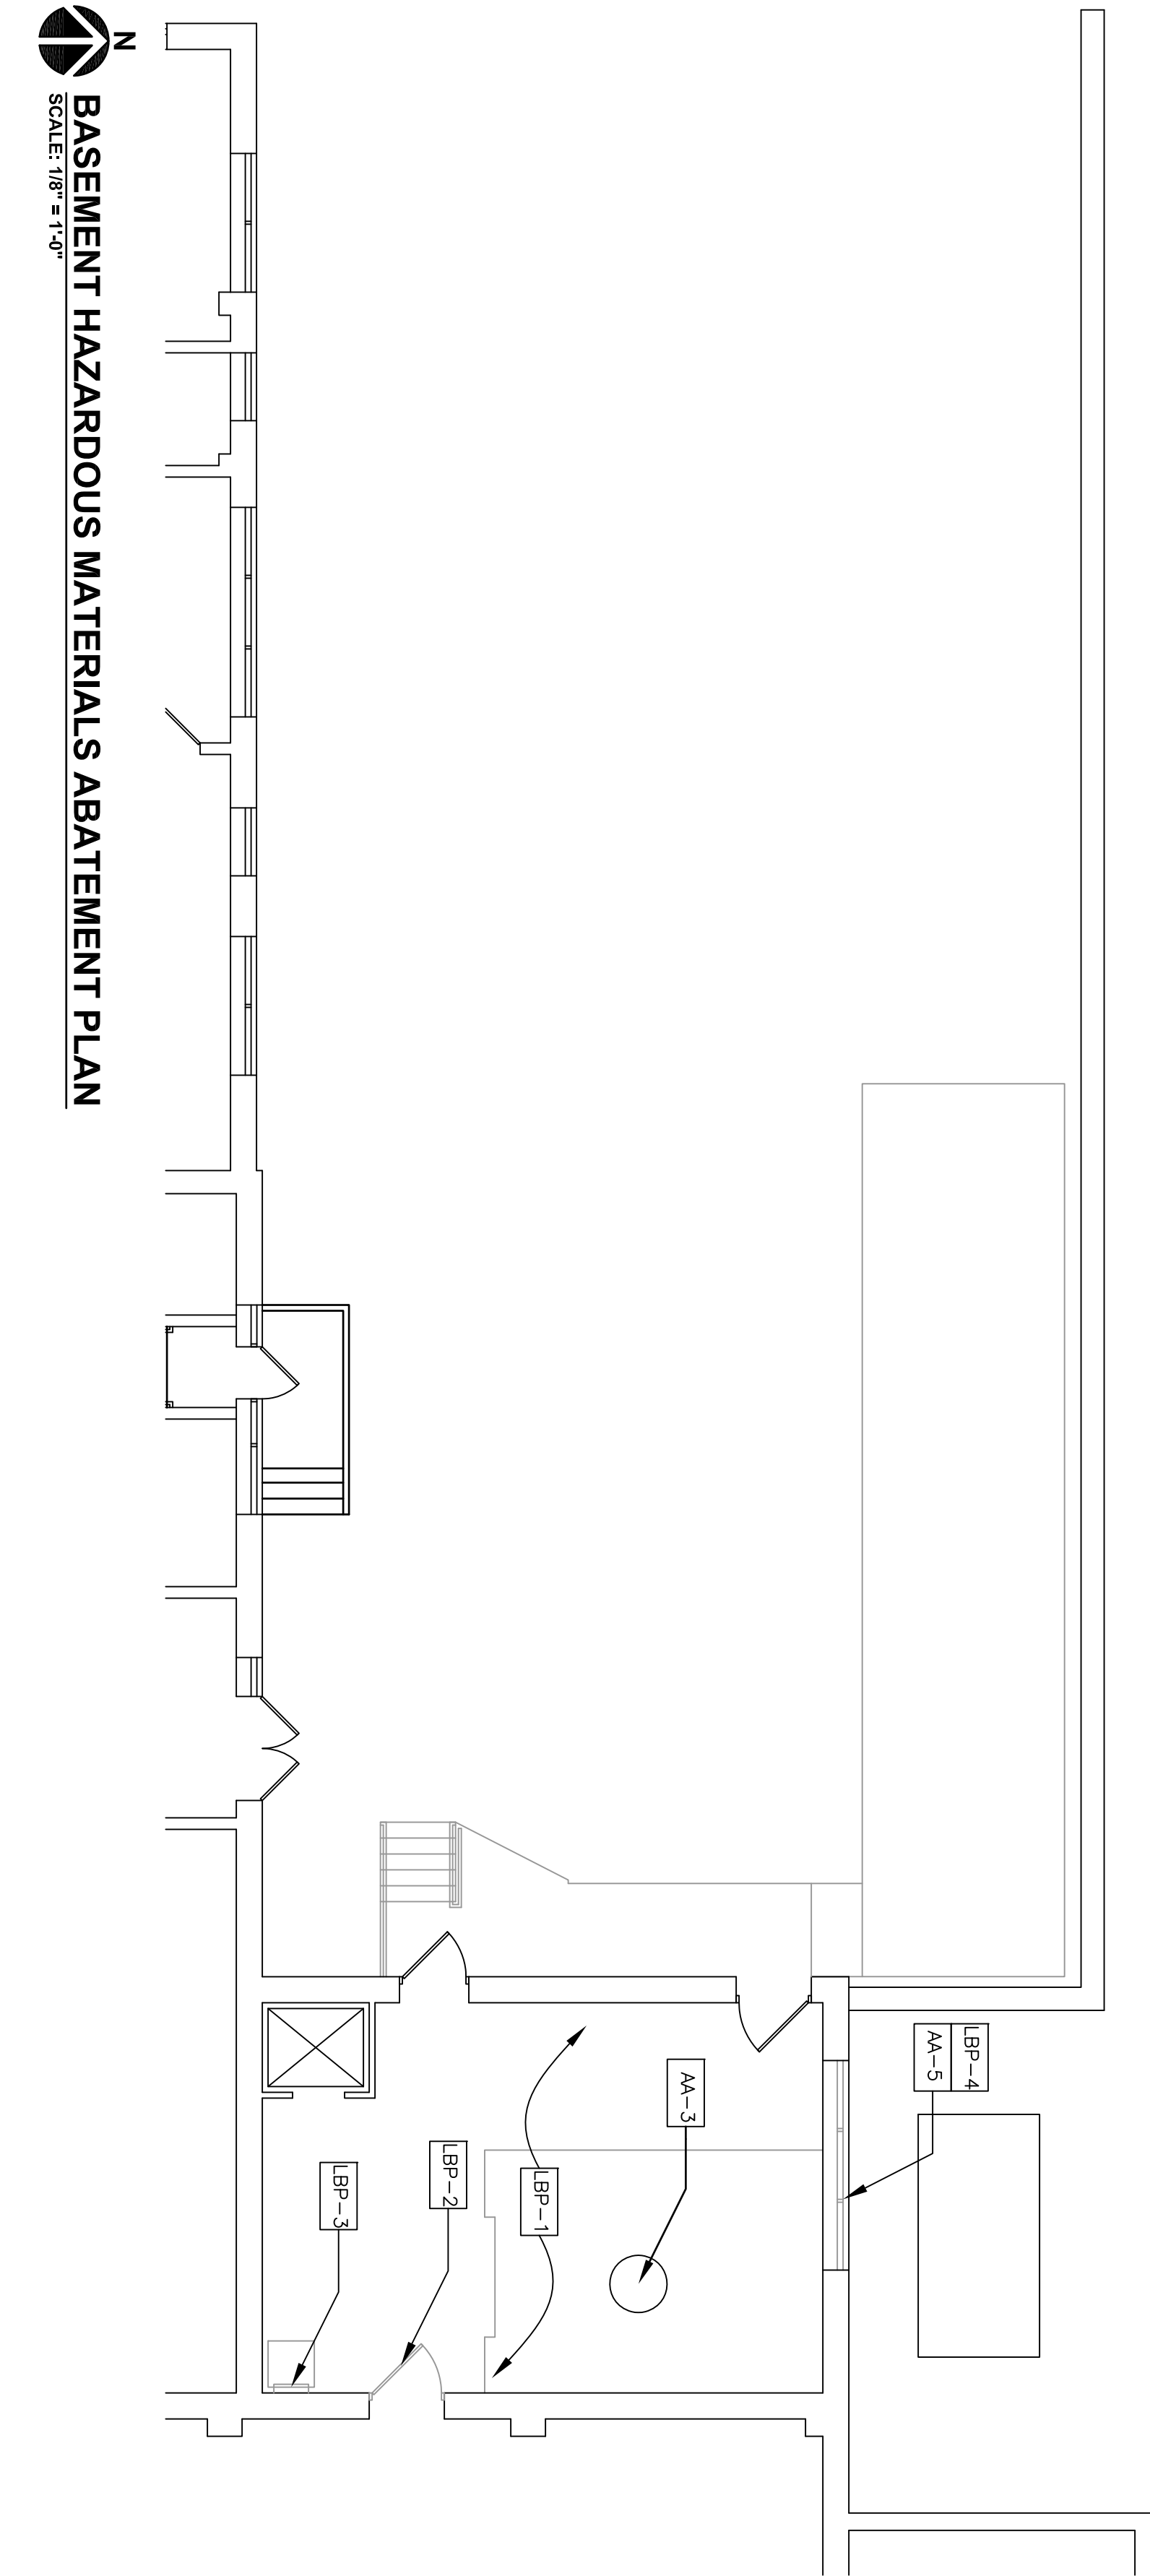 N
BASEMENT HAZARDOUS MATERIALS ABATEMENT PLAN
SCALE: 1/8" = 1'-0"
LBP-4
AA-5
AA-3
LBP-1
LBP-2
LBP-3